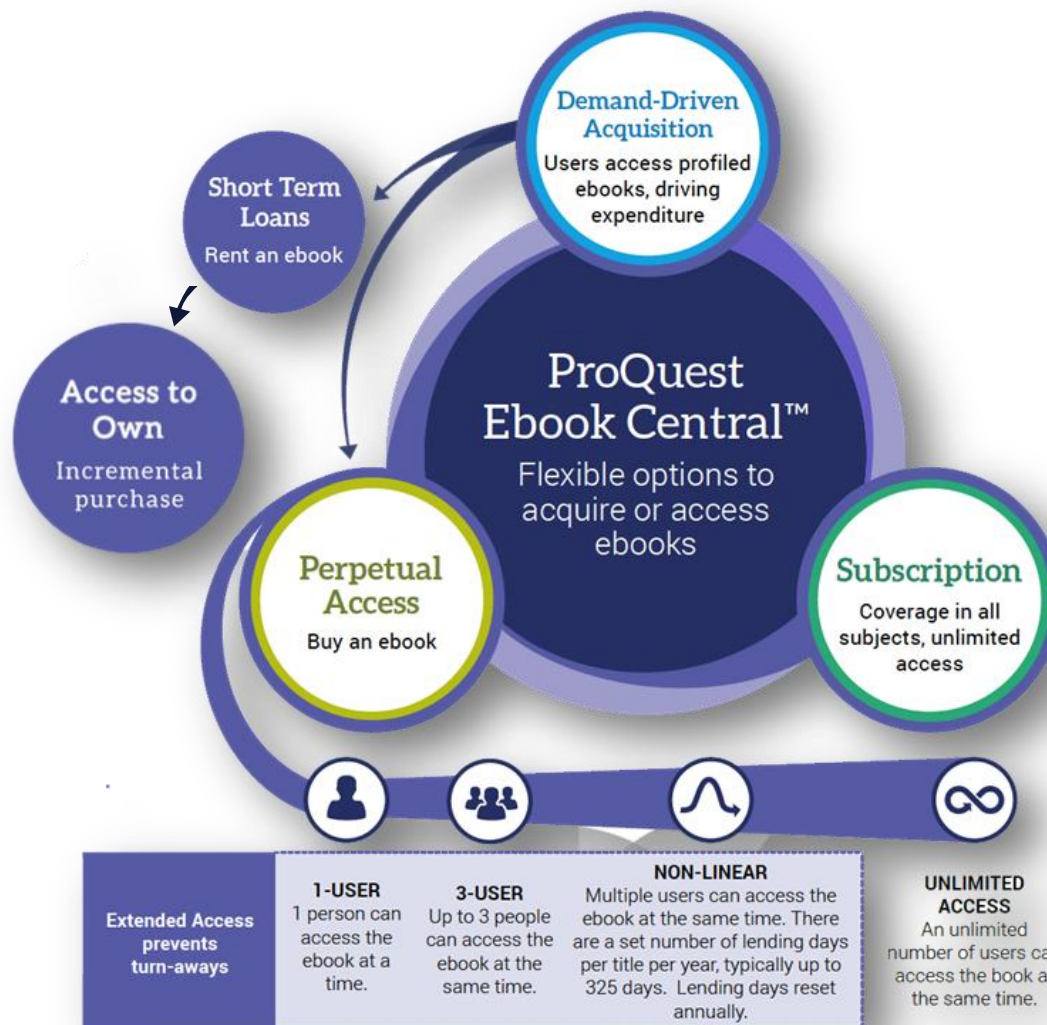 Demand-Driven
Acquisition
Users access profiled
ebooks, driving
expenditure
Short Term
Loans
Rent an ebook
Access to
Own
Incremental
purchase
ProQuest
Ebook Central™
Flexible options to
acquire or access
ebooks
Perpetual
Access
Buy an ebook
Subscription
Coverage in all
subjects, unlimited
access
Extended Access
prevents
turn-aways
1-USER
1 person can
access the
ebook at a
time.
3-USER
Up to 3 people
can access the
ebook at the
same time.
NON-LINEAR
Multiple users can access the
ebook at the same time. There
are a set number of lending days
per title per year, typically up to
325 days. Lending days reset
annually.
UNLIMITED
ACCESS
An unlimited
number of users
access the book
the same time.